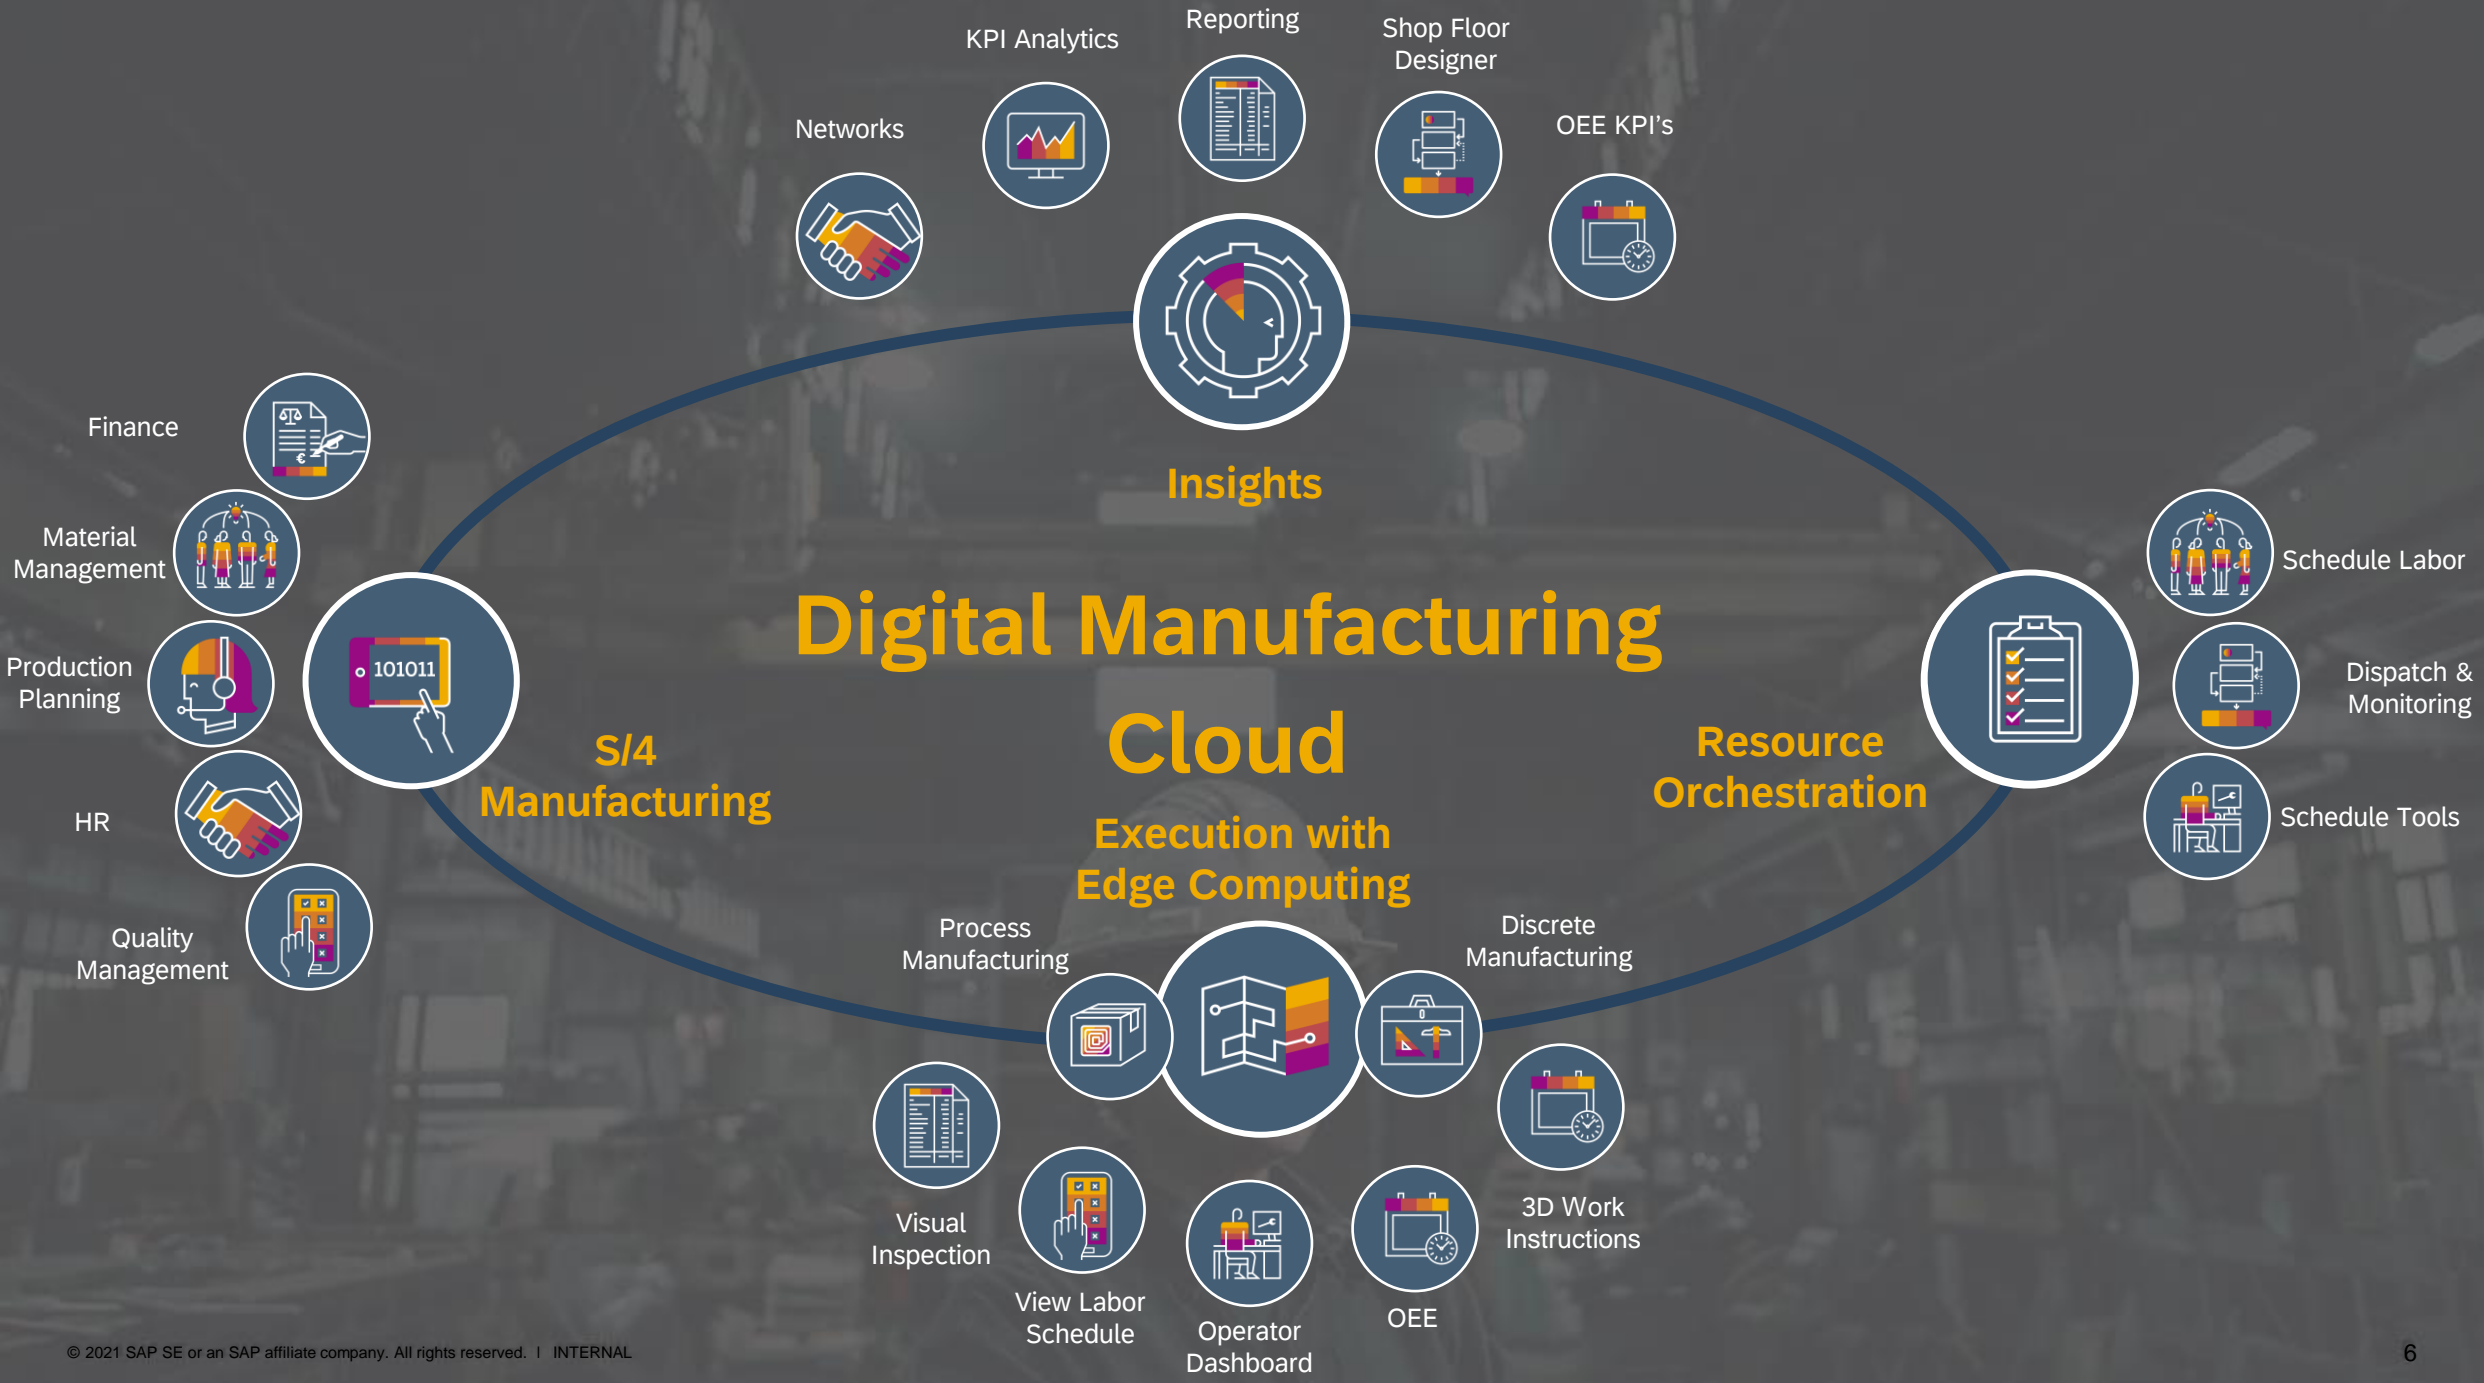 Reporting
KPI Analytics
Shop Floor
Designer
Networks
OEE KPI’s
Insights
Finance
Material
Management
Production
Planning
HR
Quality
Management
101011
S/4
Manufacturing
Digital Manufacturing
Cloud
Execution with
Edge Computing
Resource
Orchestration
Schedule Labor
Dispatch &
Monitoring
Schedule Tools
Process
Manufacturing
Discrete
Manufacturing
Visual
Inspection
View Labor
Schedule
Operator
Dashboard
OEE
3D Work
Instructions
© 2021 SAP SE or an SAP affiliate company. All rights reserved. | INTERNAL
6